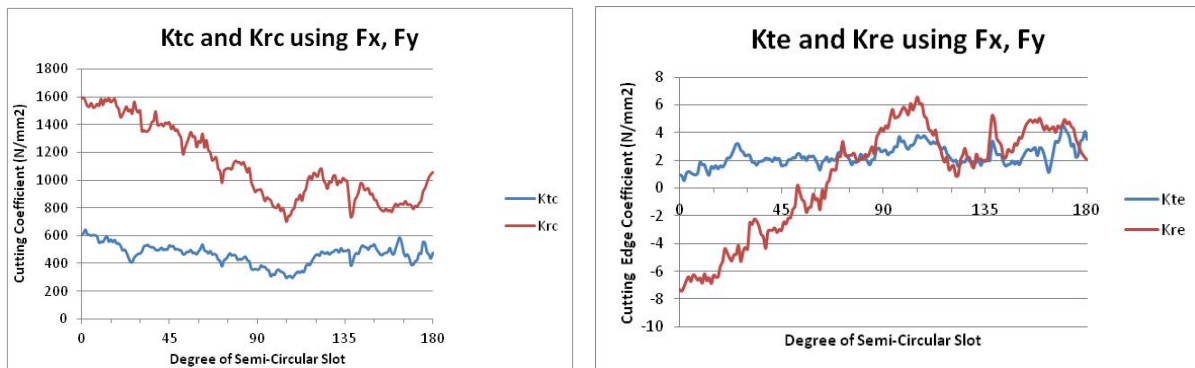 Ktc and Krc using Fx, Fy
Cutting Coefficient (N/mm2)
1800
1600
1400
1200
1000
800
600
400
200
0
0 45 90 135 180
Degree of Semi-Circular Slot
Ktc
Krc
Kte and Kre using Fx, Fy
Cutting Edge Coefficient (N/mm2)
8
6
4
2
0
-2
-4
-6
-8
-10
0 45 90 135 180
Degree of Semi-Circular Slot
Kte
Kre